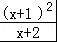 (x+1)²
x+2